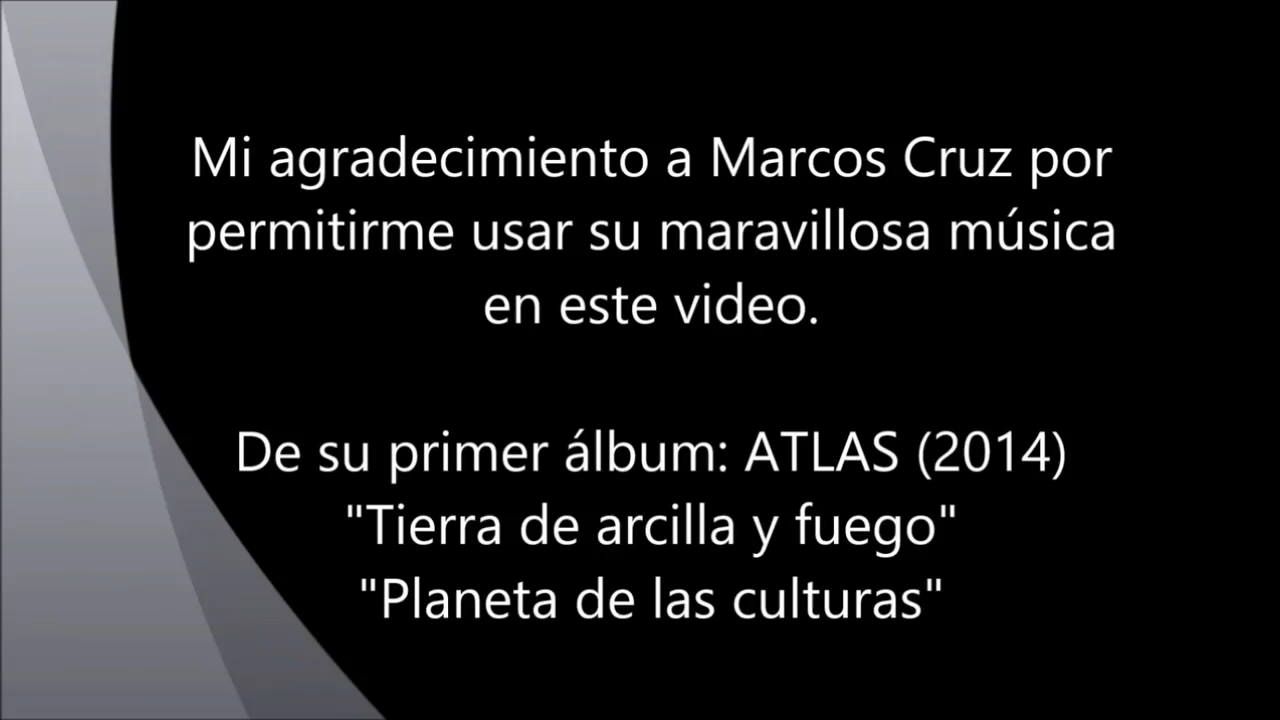 Mi agradecimiento a Marcos Cruz por
permitirme usar su maravillosa música
en este video.
De su primer álbum: ATLAS (2014)
"Tierra de arcilla y fuego"
"Planeta de las culturas"